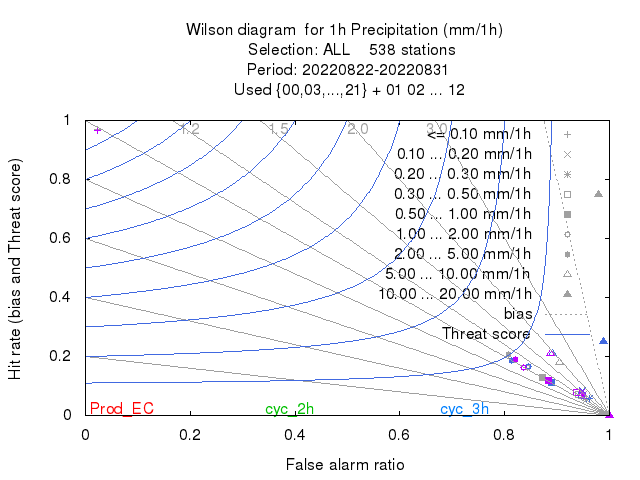 Wilson diagram  for 1h Precipitation (mm/1h)
Selection: ALL    538 stations
Period: 20220822-20220831
Used {00,03,...,21} + 01 02 ... 12
1.2 1.5 2.0 3.0
<= 0.10 mm/1h
0.10 ... 0.20 mm/1h
0.20 ... 0.30 mm/1h
0.30 ... 0.50 mm/1h
0.50 ... 1.00 mm/1h
1.00 ... 2.00 mm/1h
2.00 ... 5.00 mm/1h
5.00 ... 10.00 mm/1h
10.00 ... 20.00 mm/1h
bias
Threat score
Hit rate (bias and Threat score)
1
0.8
0.6
0.4
0.2
0
Prod_EC cyc_2h cyc_3h
0 0.2 0.4 0.6 0.8 1
False alarm ratio